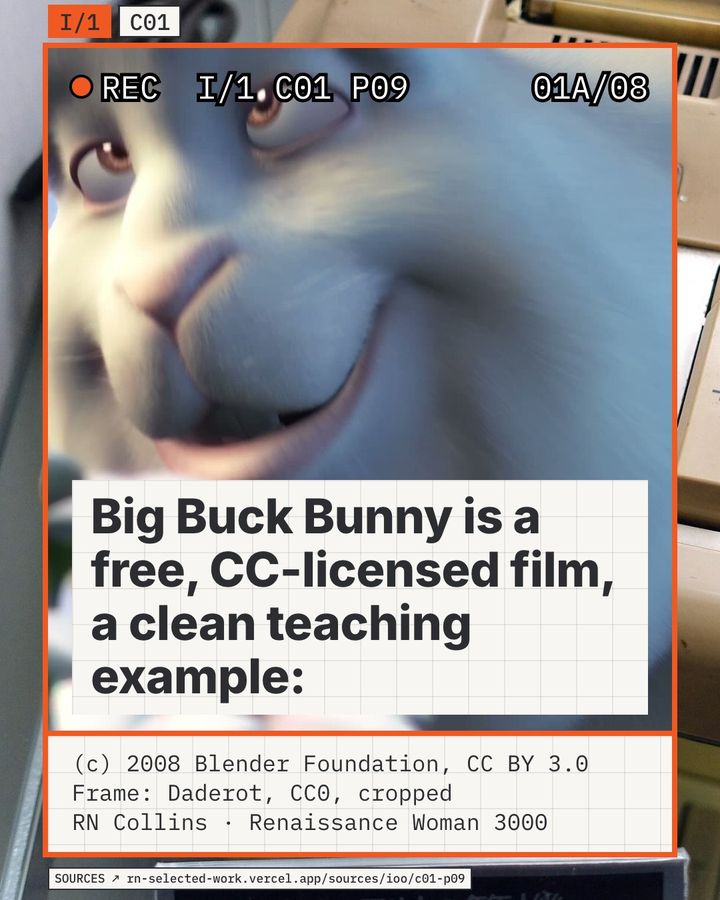 I/1 C01
REC I/1 C01 P09 01A/08
Big Buck Bunny is a
free, CC-licensed film,
a clean teaching
example:
(c) 2008 Blender Foundation, CC BY 3.0
Frame: Daderot, CC0, cropped
RN Collins · Renaissance Woman 3000
SOURCES ↗ rn-selected-work.vercel.app/sources/ioo/c01-p09